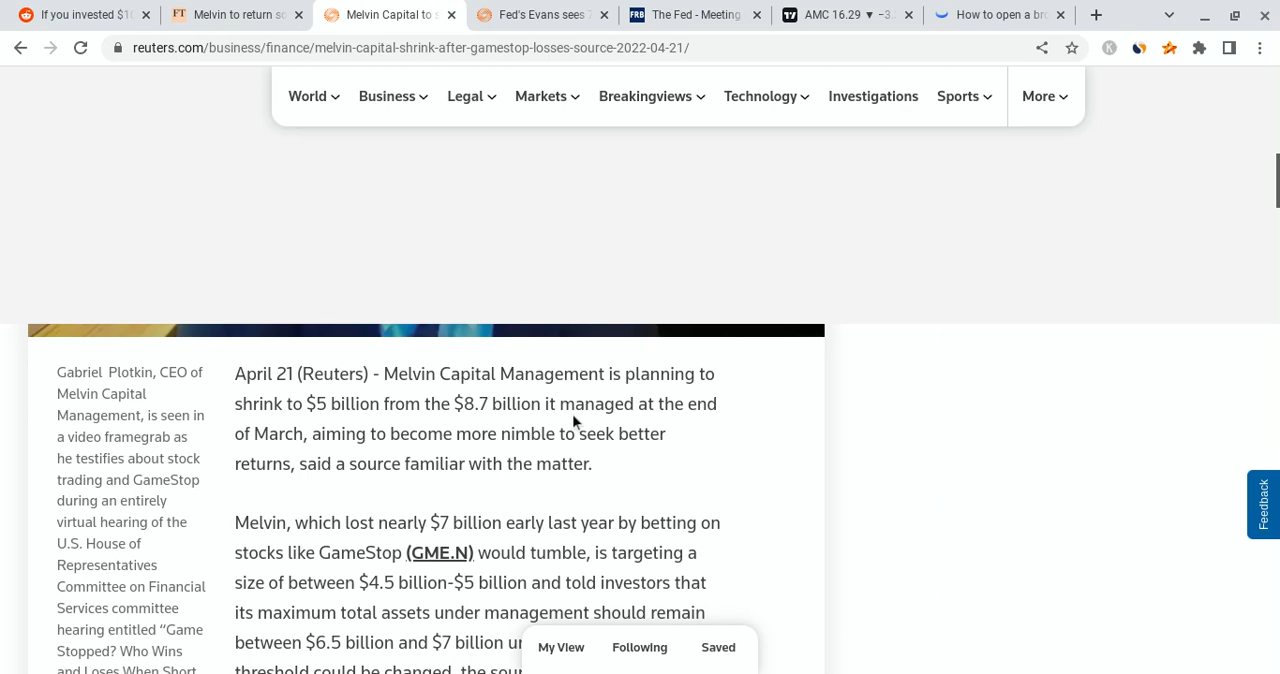 If you invested $1
Melvin to return so
Melvin Capital to s
Fed's Evans sees
The Fed - Meeting
AMC 16.29 ▼ −3.
How to open a bro
reuters.com/business/finance/melvin-capital-shrink-after-gamestop-losses-source-2022-04-21/
World
Business
Legal
Markets
Breakingviews
Technology
Investigations
Sports
More
Gabriel Plotkin, CEO of
Melvin Capital
Management, is seen in
a video framegrab as
he testifies about stock
trading and GameStop
during an entirely
virtual hearing of the
U.S. House of
Representatives
Committee on Financial
Services committee
hearing entitled “Game
Stopped? Who Wins
and Loses When Short
April 21 (Reuters) - Melvin Capital Management is planning to
shrink to $5 billion from the $8.7 billion it managed at the end
of March, aiming to become more nimble to seek better
returns, said a source familiar with the matter.
Melvin, which lost nearly $7 billion early last year by betting on
stocks like GameStop (GME.N) would tumble, is targeting a
size of between $4.5 billion-$5 billion and told investors that
its maximum total assets under management should remain
between $6.5 billion and $7 billion
threshold could be changed, the
My View
Following
Saved
Feedback